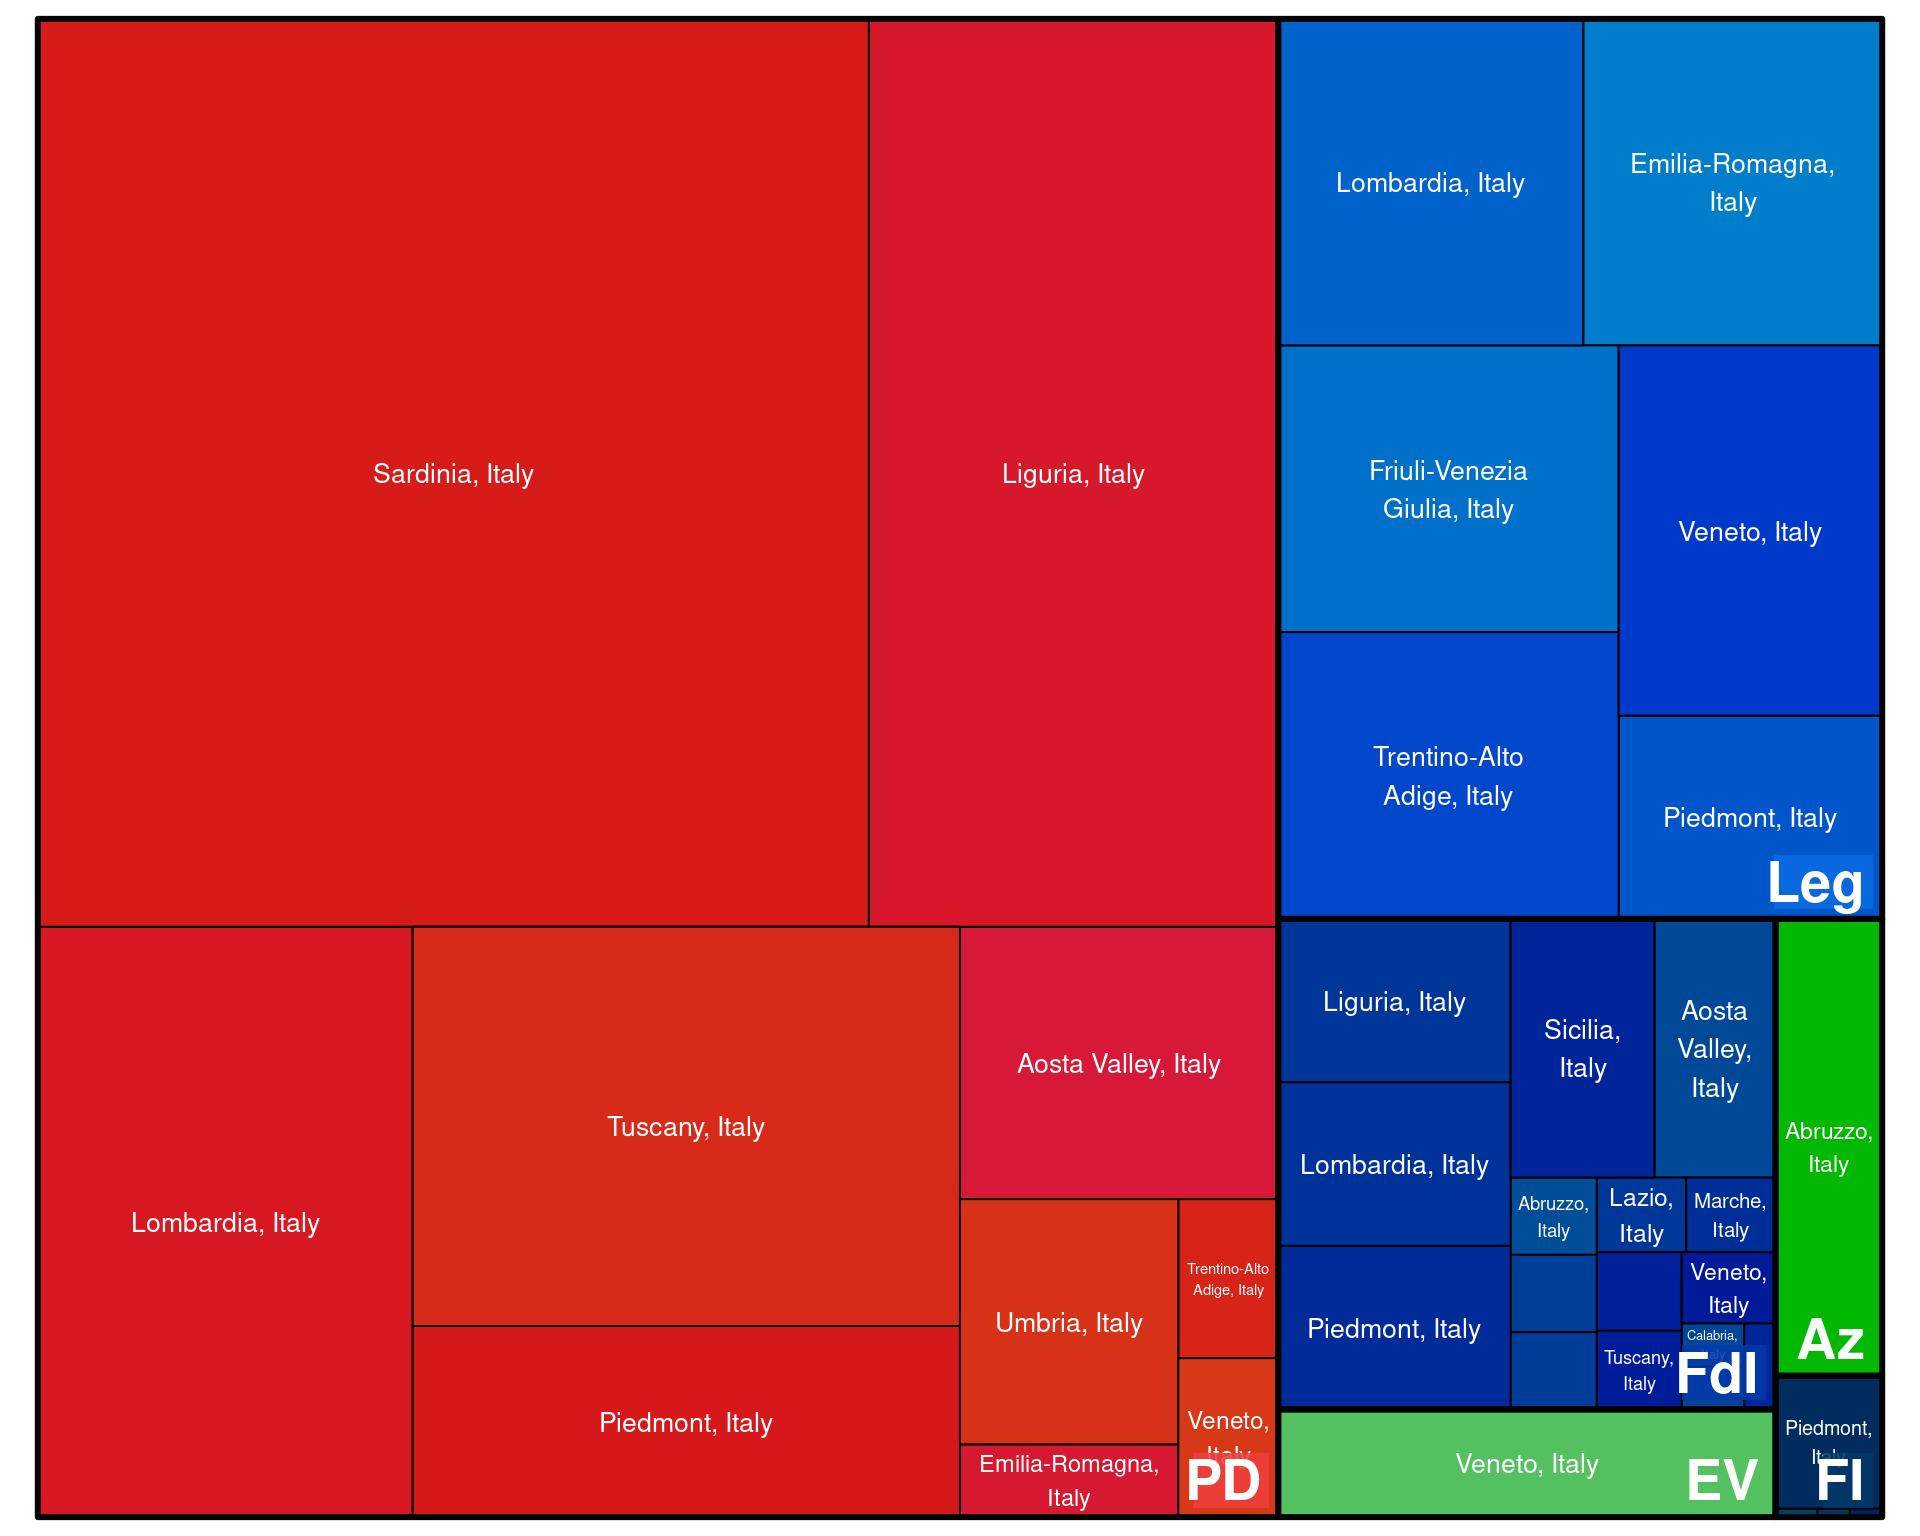 Sardinia, Italy
Liguria, Italy
Lombardia, Italy
Tuscany, Italy
Piedmont, Italy
Aosta Valley, Italy
Umbria, Italy
Emilia-Romagna,
Italy
Trentino-Alto
Adige, Italy
Veneto,
Italy
PD
Lombardia, Italy
Emilia-Romagna,
Italy
Friuli-Venezia
Giulia, Italy
Veneto, Italy
Trentino-Alto
Adige, Italy
Piedmont, Italy
Leg
Liguria, Italy
Lombardia, Italy
Piedmont, Italy
Sicilia,
Italy
Aosta
Valley,
Italy
Abruzzo,
Italy
Lazio,
Italy
Marche,
Italy
Veneto,
Italy
Tuscany,
Italy
Calabria,
FdI
Veneto, Italy
EV
Abruzzo,
Italy
Az
Piedmont,
Italy
FI